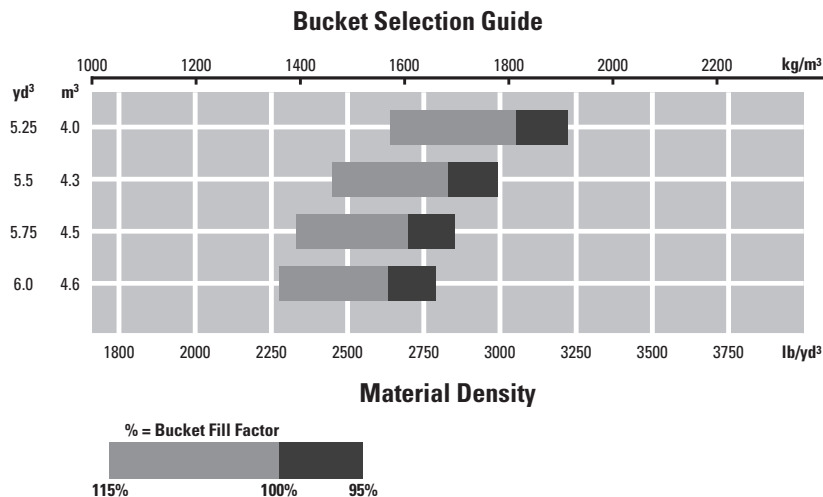 Bucket Selection Guide
1000 1200 1400 1600 1800 2000 2200 kg/m³
yd³ m³
5.25 4.0
5.5 4.3
5.75 4.5
6.0 4.6
1800 2000 2250 2500 2750 3000 3250 3500 3750 lb/yd³
Material Density
% = Bucket Fill Factor
115% 100% 95%